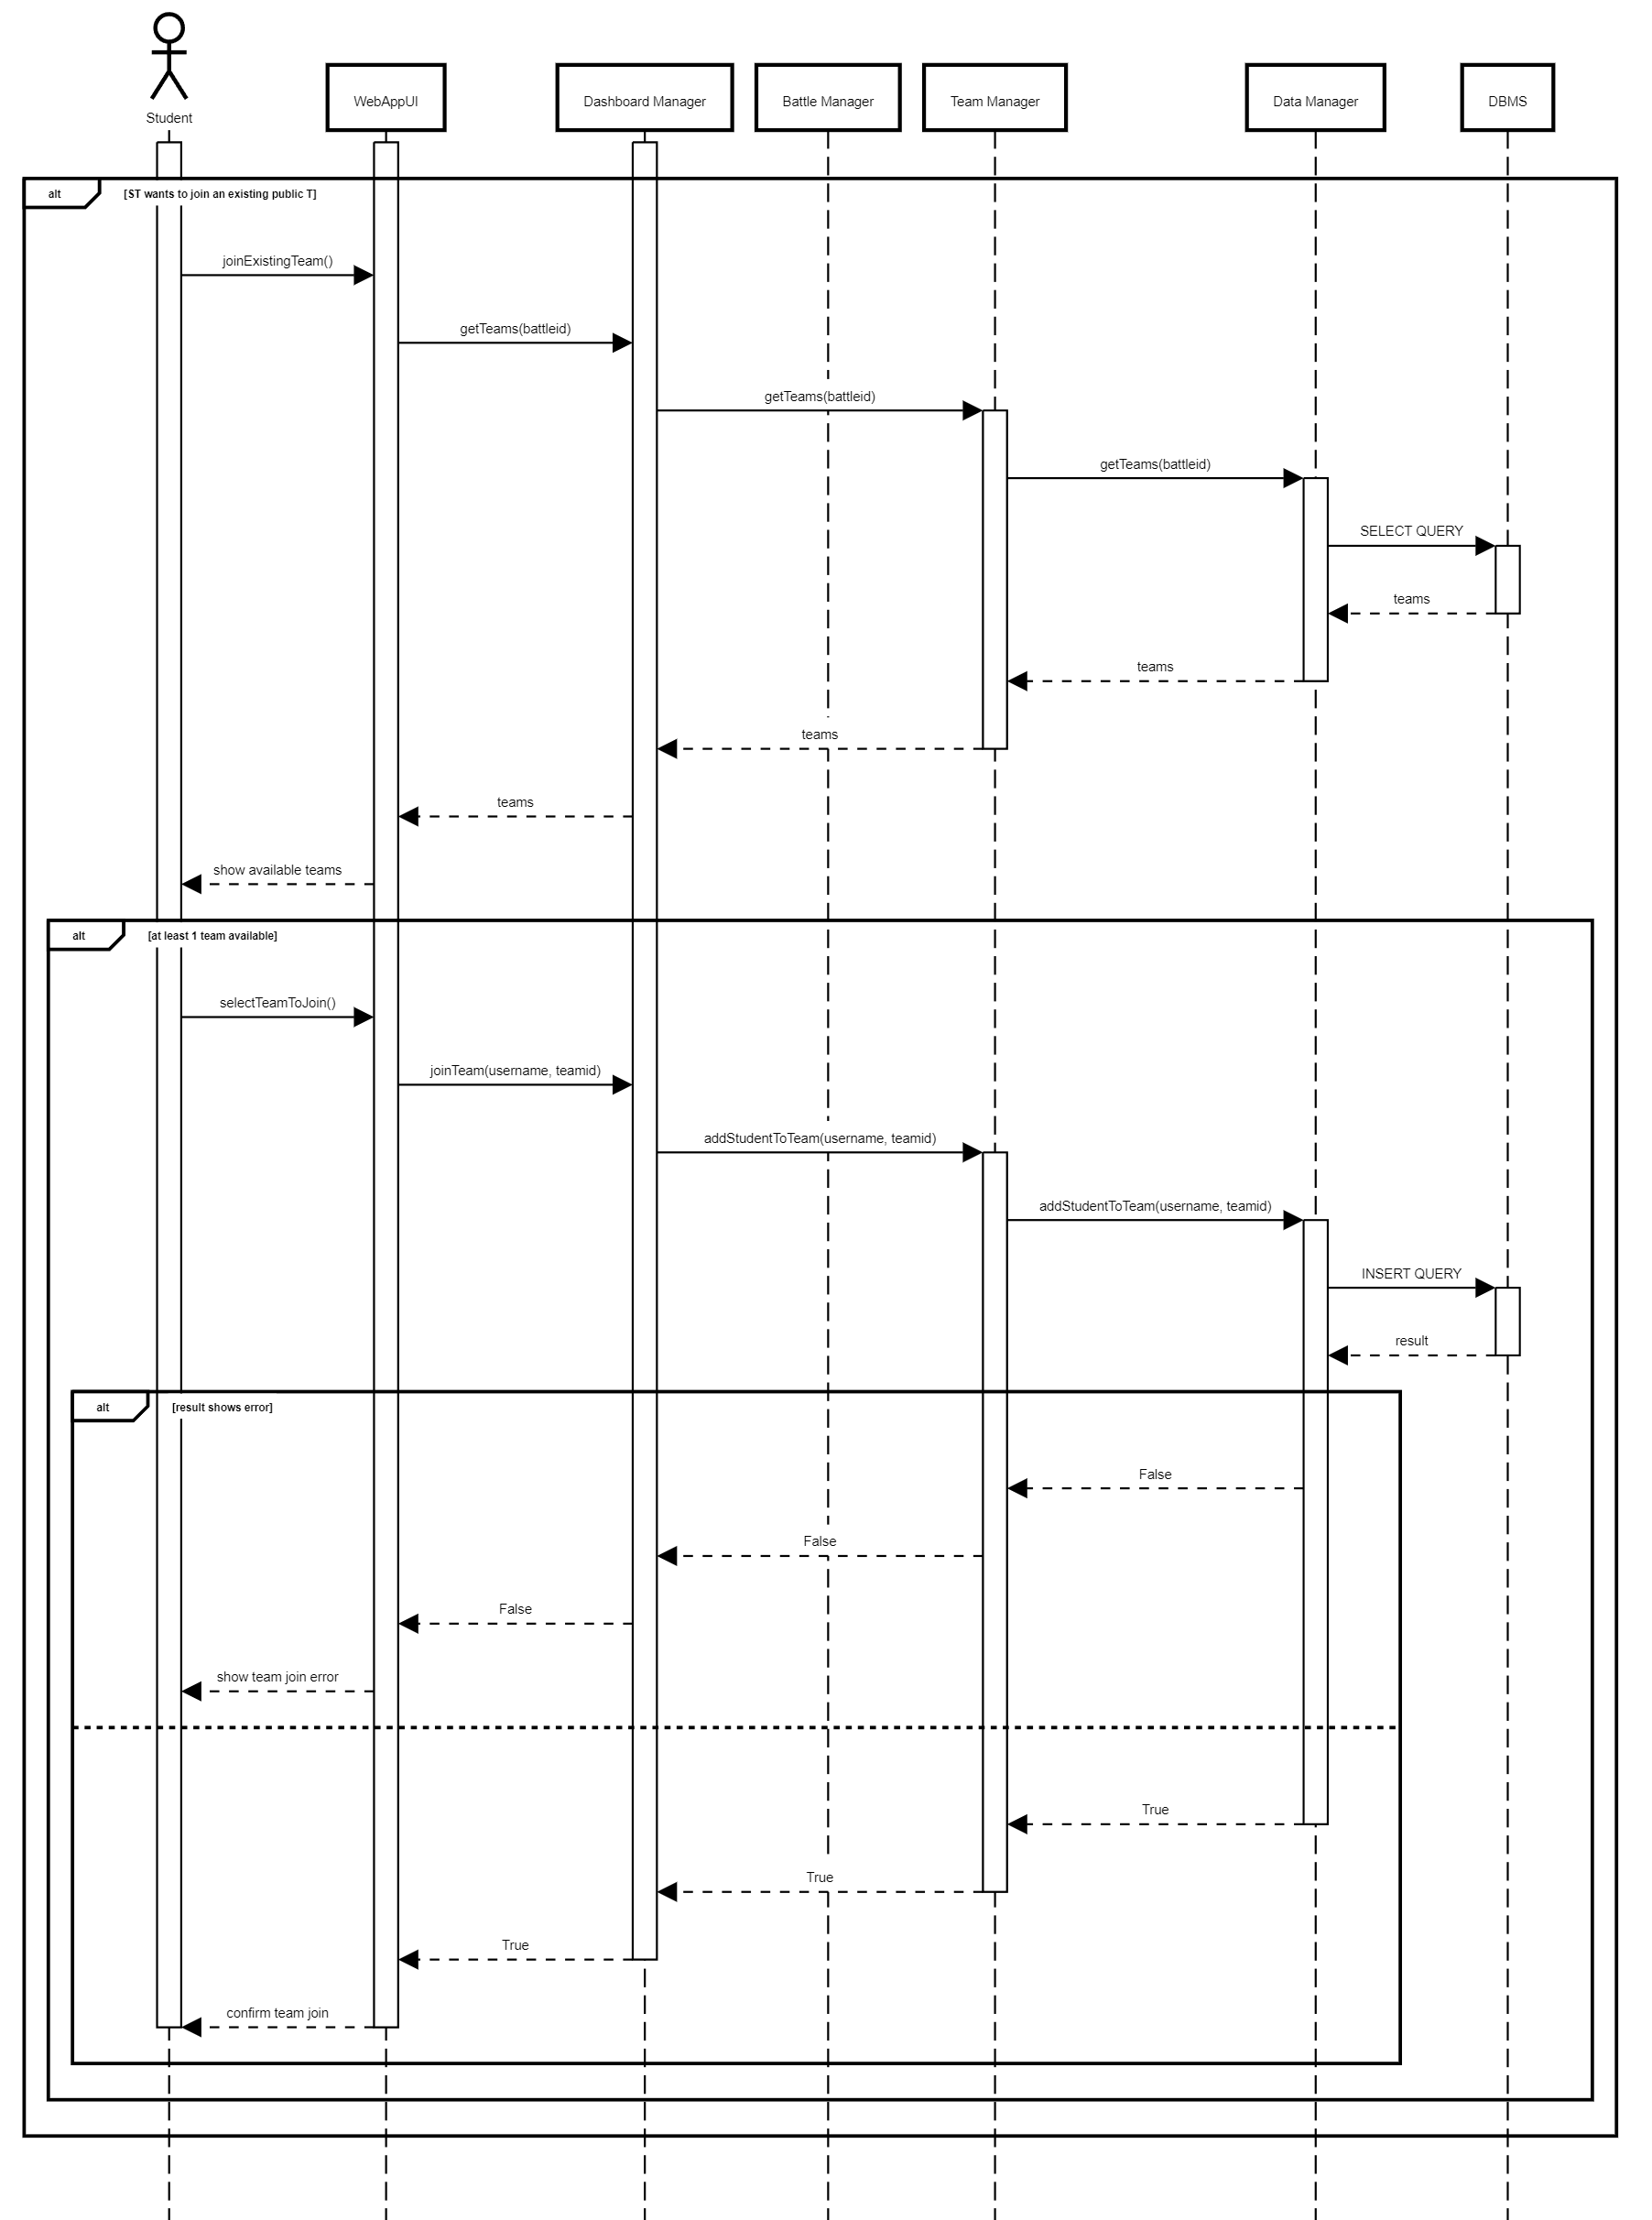 Student
WebAppUI
Dashboard Manager
Battle Manager
Team Manager
Data Manager
DBMS
alt
[ST wants to join an existing public T]
joinExistingTeam()
getTeams(battleid)
getTeams(battleid)
getTeams(battleid)
SELECT QUERY
teams
teams
teams
teams
show available teams
alt
[at least 1 team available]
selectTeamToJoin()
joinTeam(username, teamid)
addStudentToTeam(username, teamid)
addStudentToTeam(username, teamid)
INSERT QUERY
result
alt
[result shows error]
False
False
False
show team join error
True
True
True
confirm team join